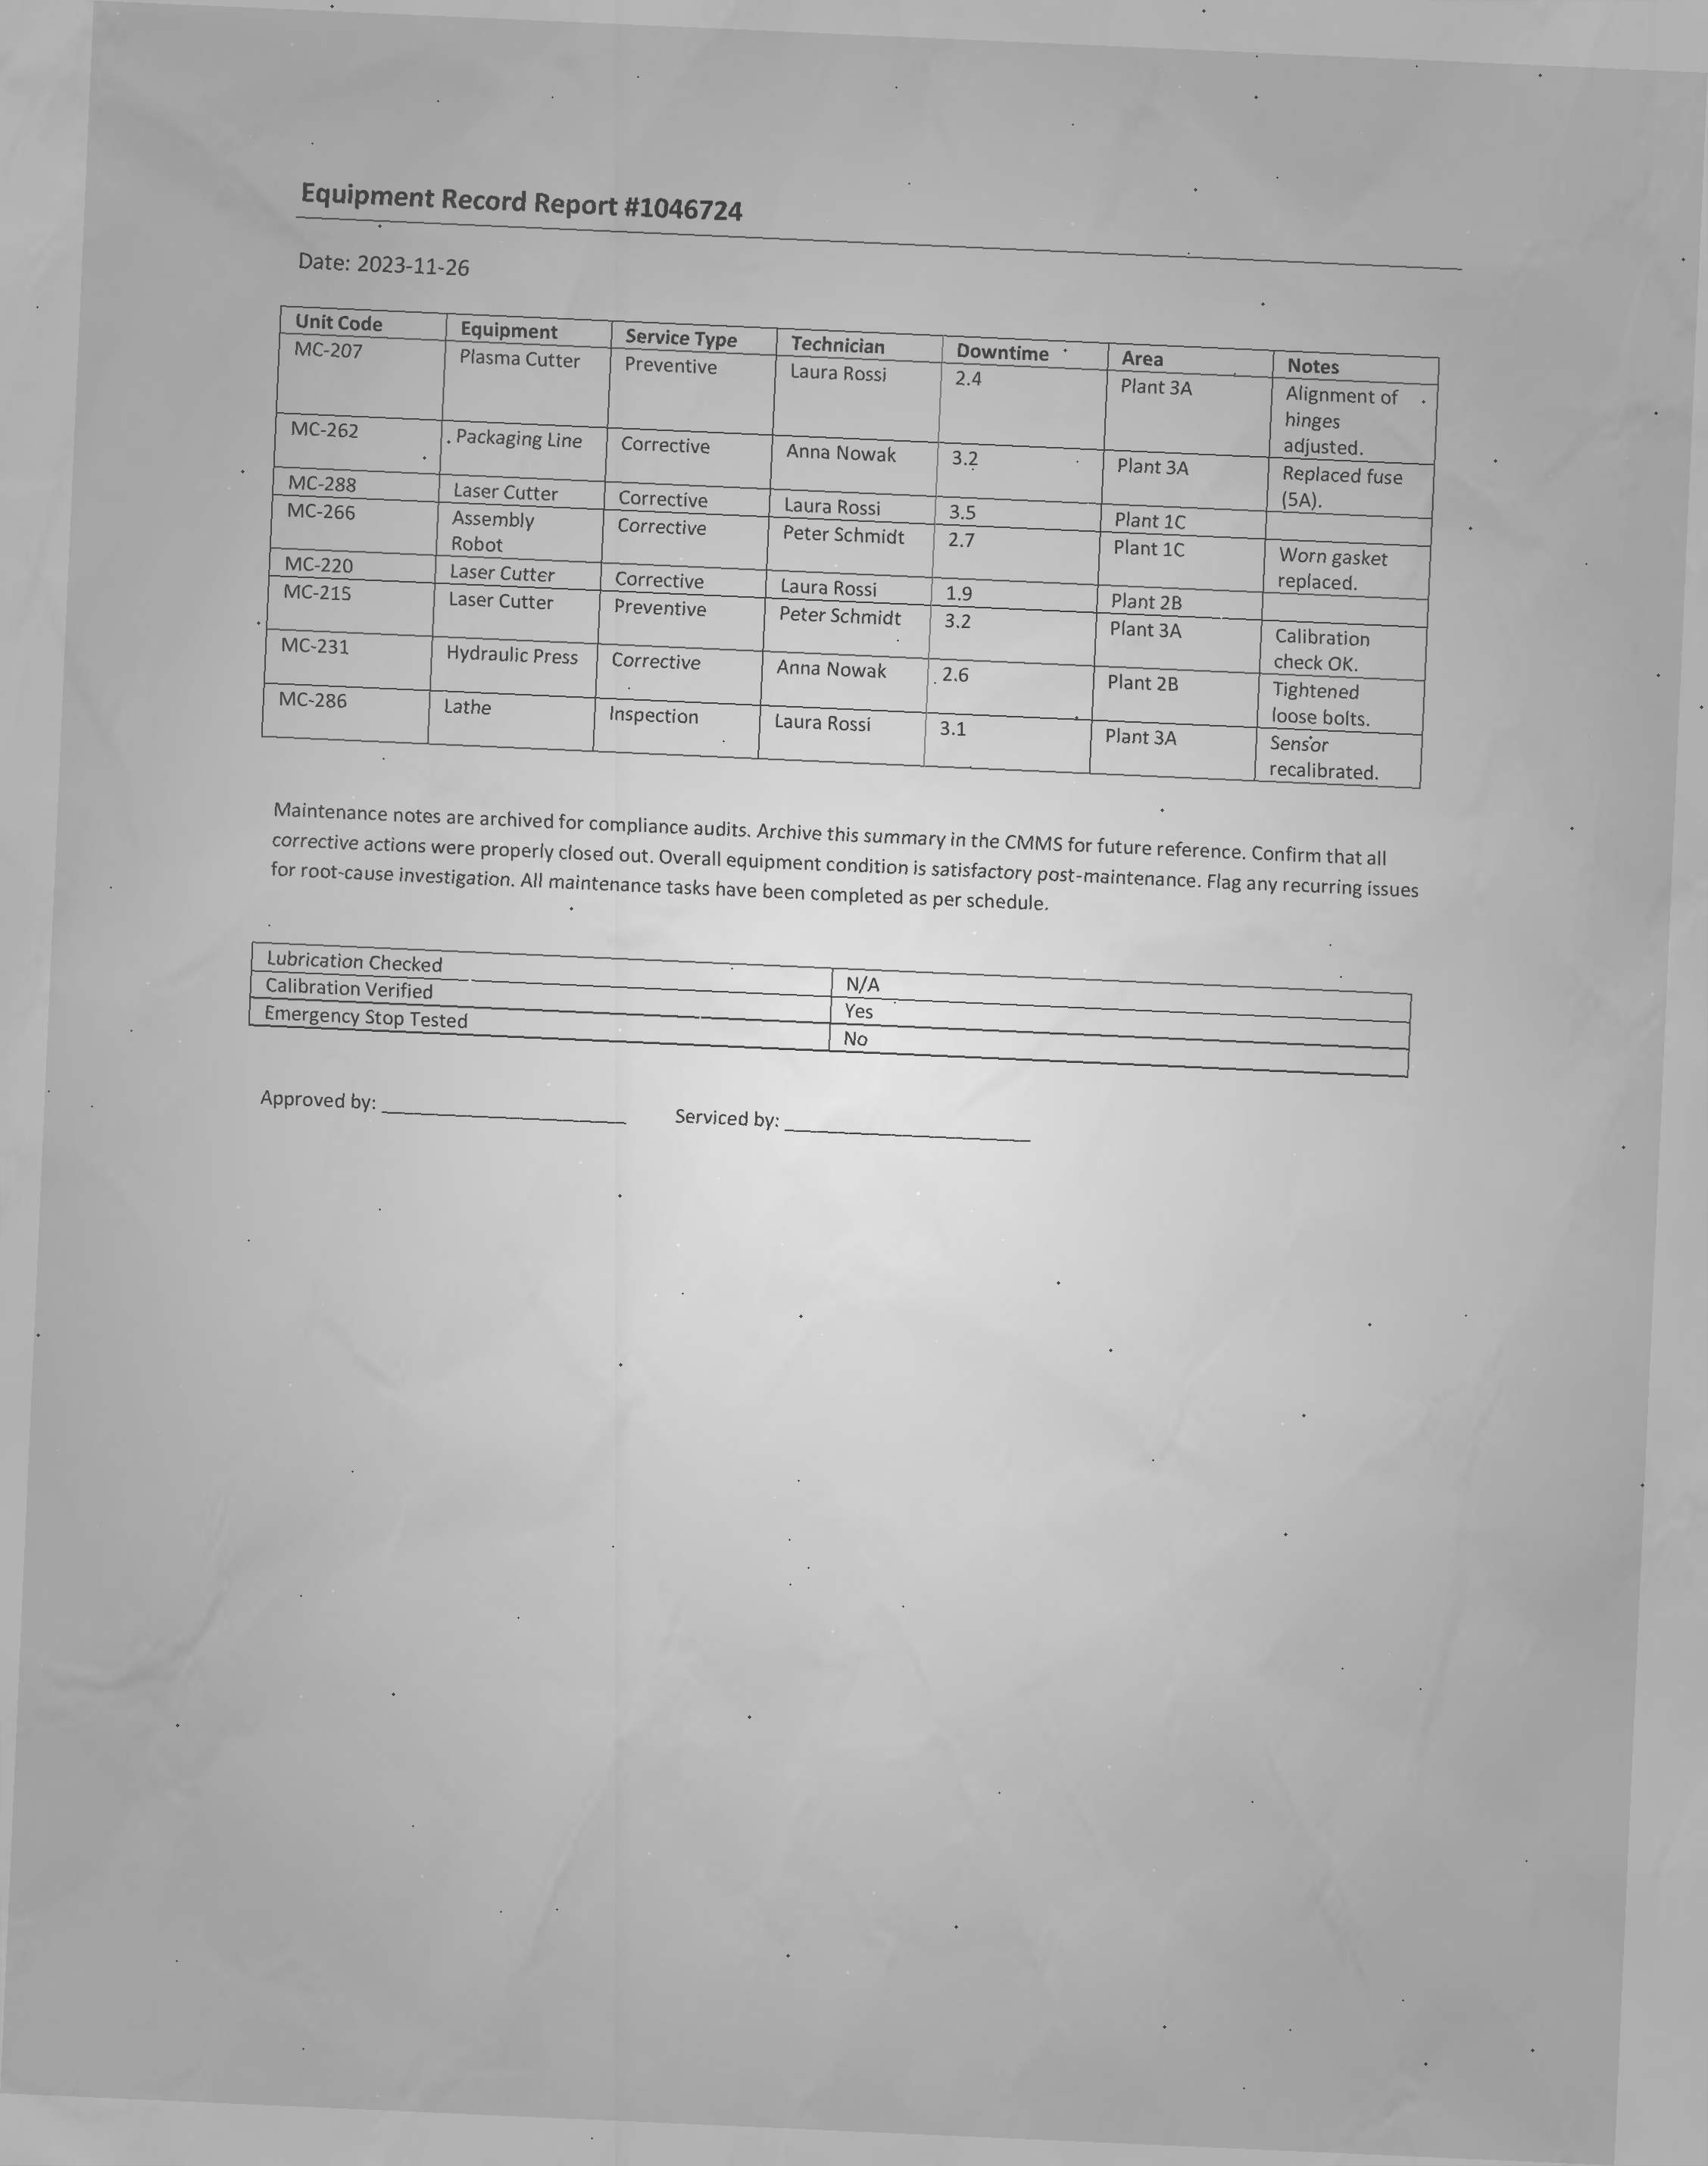 Equipment Record Report #1046724
Date: 2023-11-26
Unit Code Equipment Service Type Technician Downtime Area Notes
MC-207 Plasma Cutter Preventive Laura Rossi 2.4 Plant 3A Alignment of
hinges
adjusted.
MC-262 Packaging Line Corrective Anna Nowak 3.2 Plant 3A Replaced fuse
(5A).
MC-288 Laser Cutter Corrective Laura Rossi 3.5 Plant 1C
MC-266 Assembly Corrective Peter Schmidt 2.7 Plant 1C Worn gasket
Robot replaced.
MC-220 Laser Cutter Corrective Laura Rossi 1.9 Plant 2B
MC-215 Laser Cutter Preventive Peter Schmidt 3.2 Plant 3A Calibration
check OK.
MC-231 Hydraulic Press Corrective Anna Nowak 2.6 Plant 2B Tightened
loose bolts.
MC-286 Lathe Inspection Laura Rossi 3.1 Plant 3A Sensor
recalibrated.
Maintenance notes are archived for compliance audits. Archive this summary in the CMMS for future reference. Confirm that all
corrective actions were properly closed out. Overall equipment condition is satisfactory post-maintenance. Flag any recurring issues
for root-cause investigation. All maintenance tasks have been completed as per schedule.
Lubrication Checked N/A
Calibration Verified Yes
Emergency Stop Tested No
Approved by: ____________________ Serviced by: ____________________